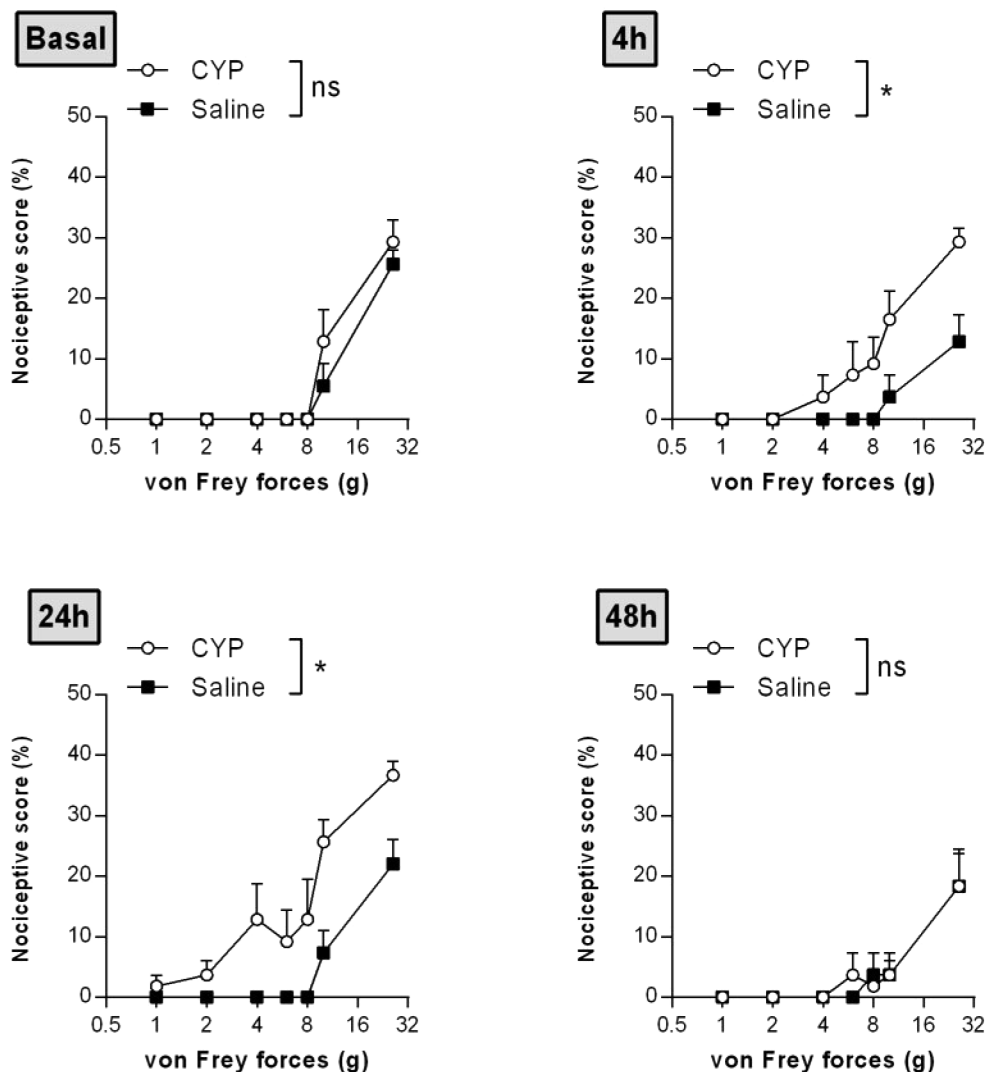 Basal
CYP
Saline
ns
50
40
30
20
10
0
Nociceptive score (%)
0.5 1 2 4 8 16 32
von Frey forces (g)
4h
CYP
Saline
*
50
40
30
20
10
0
Nociceptive score (%)
0.5 1 2 4 8 16 32
von Frey forces (g)
24h
CYP
Saline
*
50
40
30
20
10
0
Nociceptive score (%)
0.5 1 2 4 8 16 32
von Frey forces (g)
48h
CYP
Saline
ns
50
40
30
20
10
0
Nociceptive score (%)
0.5 1 2 4 8 16 32
von Frey forces (g)